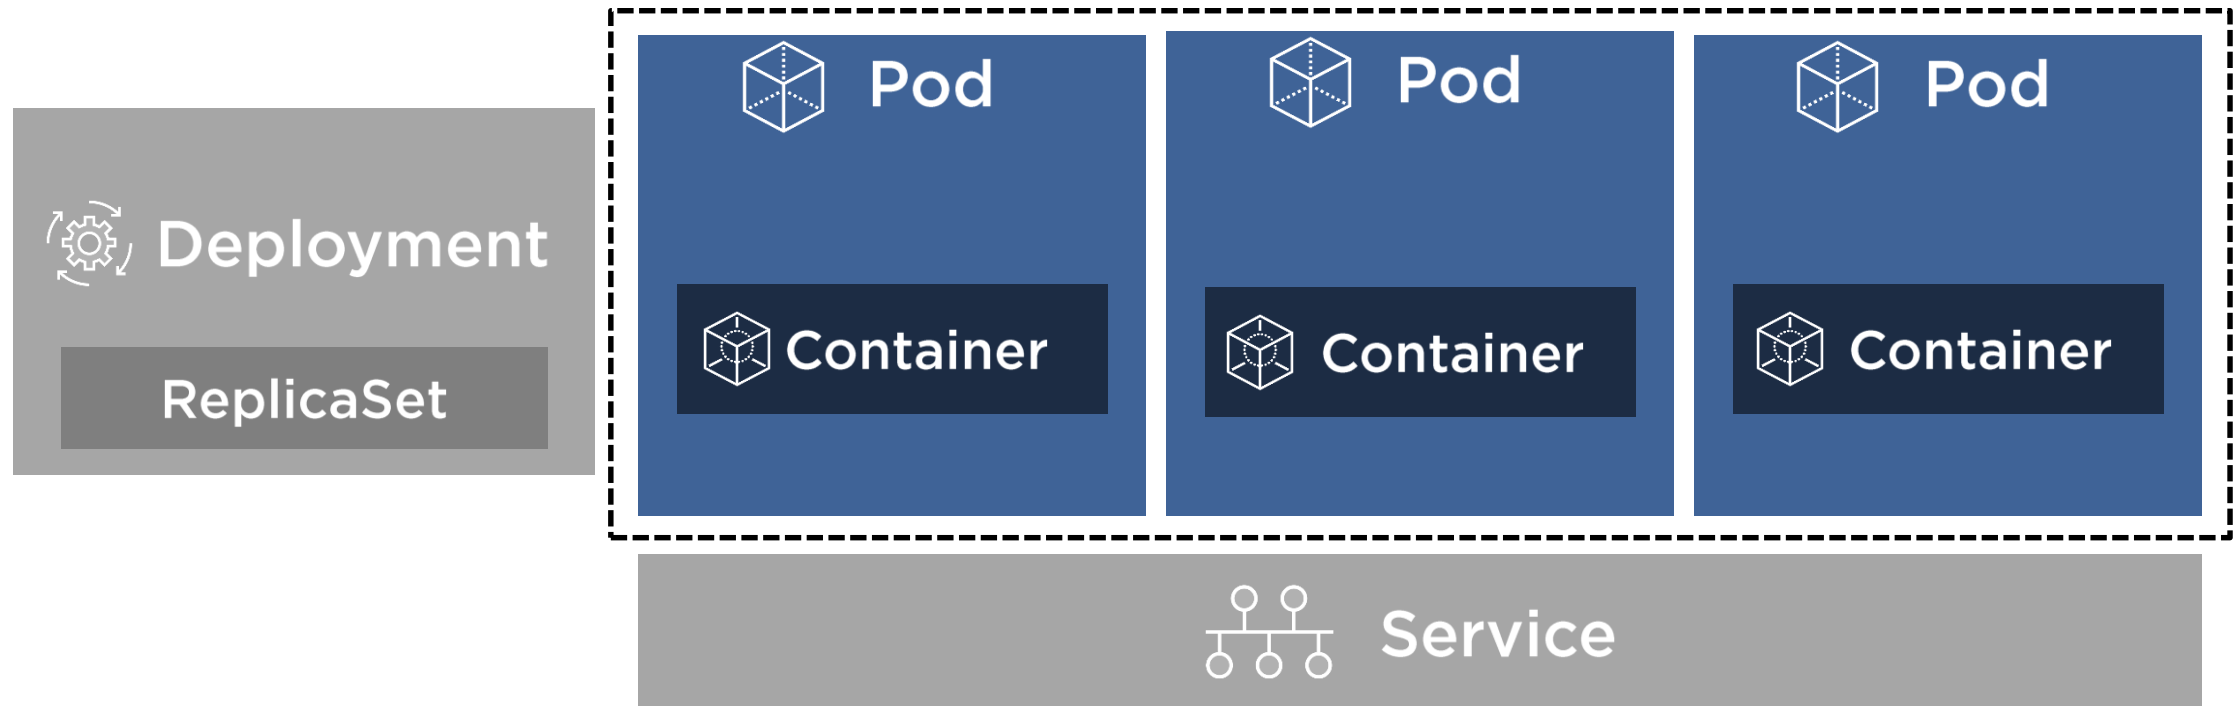 Pod
Pod
Pod
Deployment
ReplicaSet
Container
Container
Container
Service